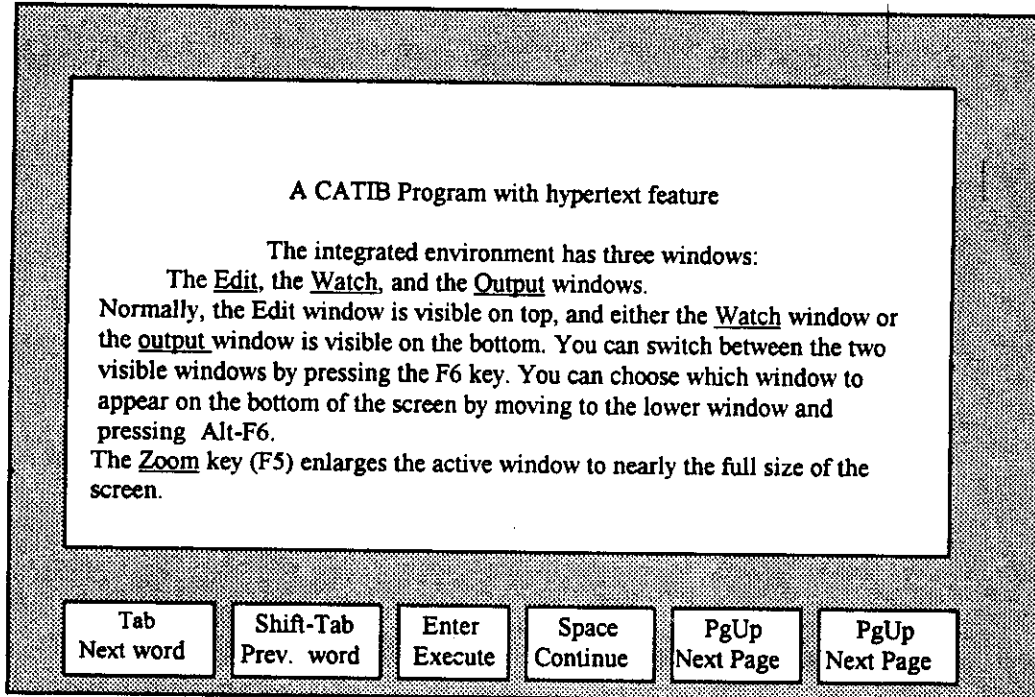 A CATIB Program with hypertext feature
The integrated environment has three windows:
The Edit, the Watch, and the Output windows.
Normally, the Edit window is visible on top, and either the Watch window or
the output window is visible on the bottom. You can switch between the two
visible windows by pressing the F6 key. You can choose which window to
appear on the bottom of the screen by moving to the lower window and
pressing Alt-F6.
The Zoom key (F5) enlarges the active window to nearly the full size of the
screen.
Tab
Next word
Shift-Tab
Prev. word
Enter
Execute
Space
Continue
PgUp
Next Page
PgUp
Next Page